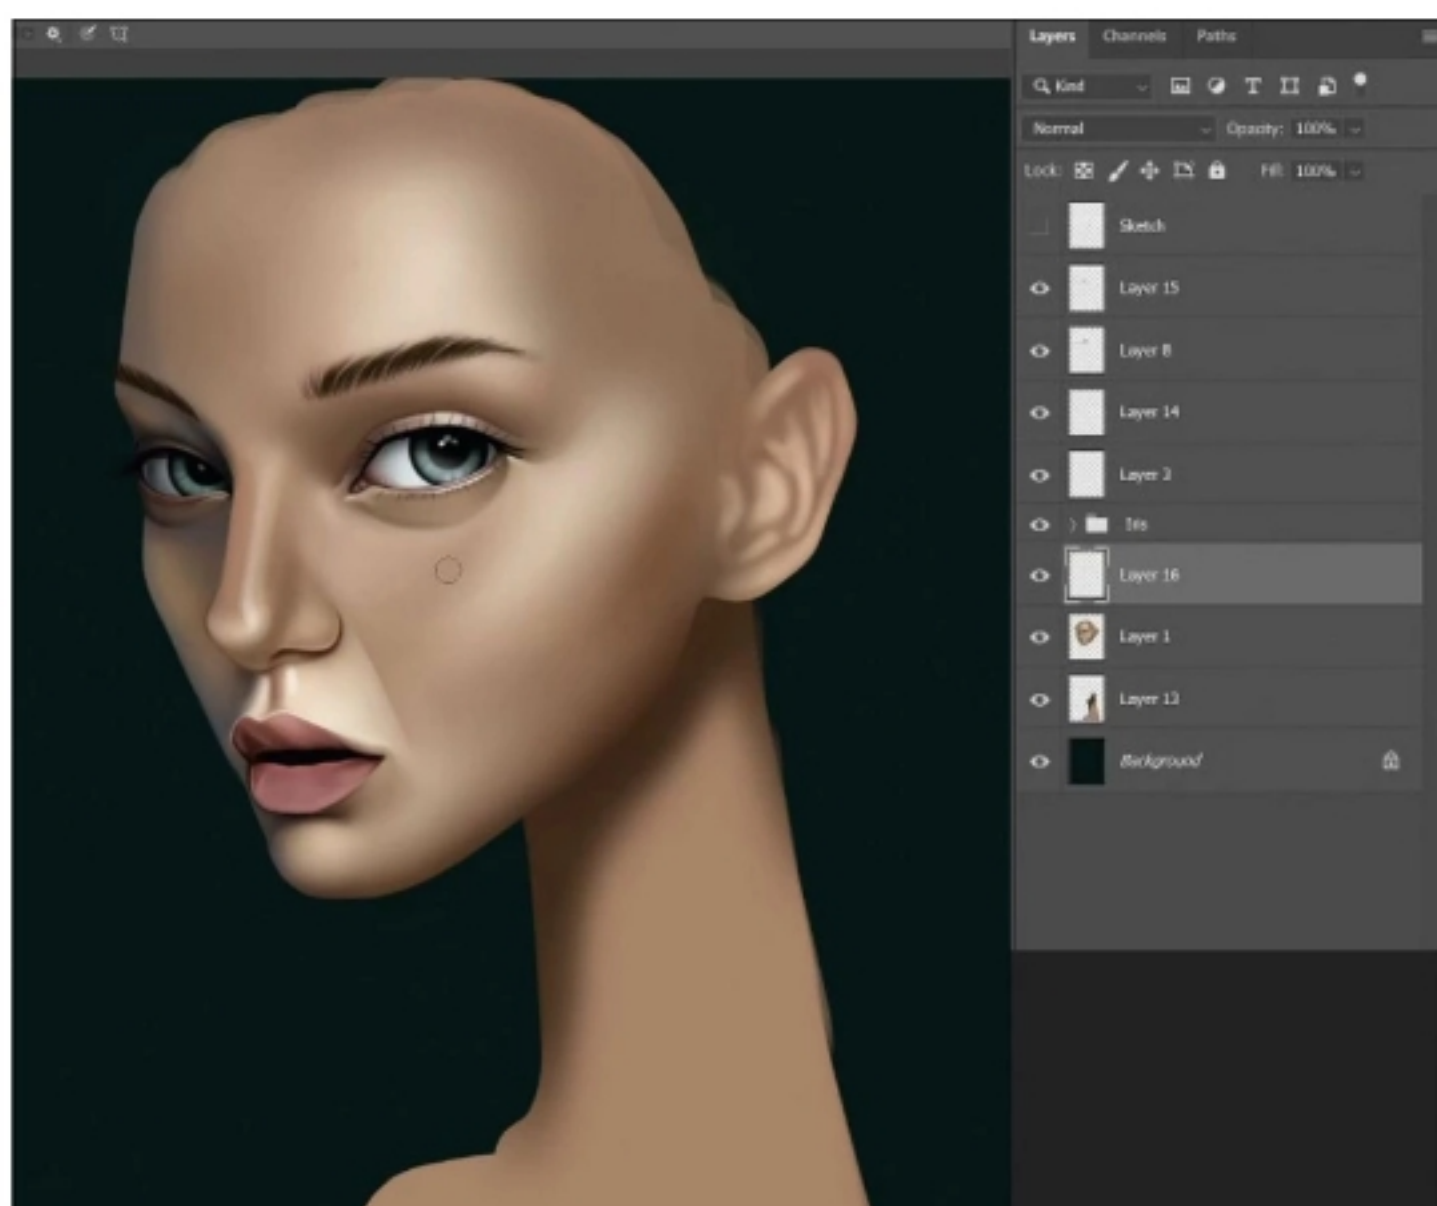 Layers Channels Paths
Kind
Normal Opacity: 100%
Lock: Fill: 100%
Sketch
Layer 15
Layer 8
Layer 14
Layer 3
Iris
Layer 16
Layer 1
Layer 13
Background